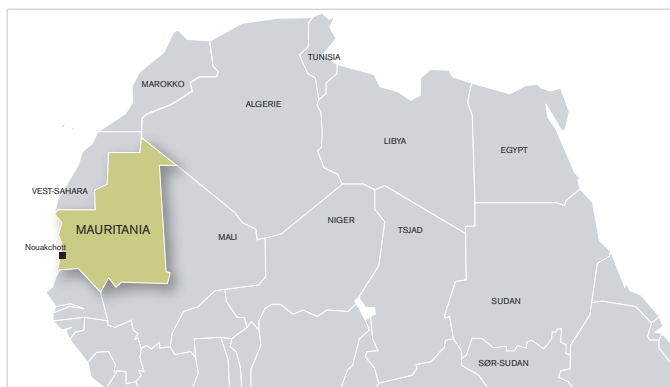 TUNISIA
MAROKKO
ALGERIE
LIBYA
EGYPT
VEST-SAHARA
MAURITANIA
NIGER
TSJAD
MALI
Nouakchott
SUDAN
SØR-SUDAN